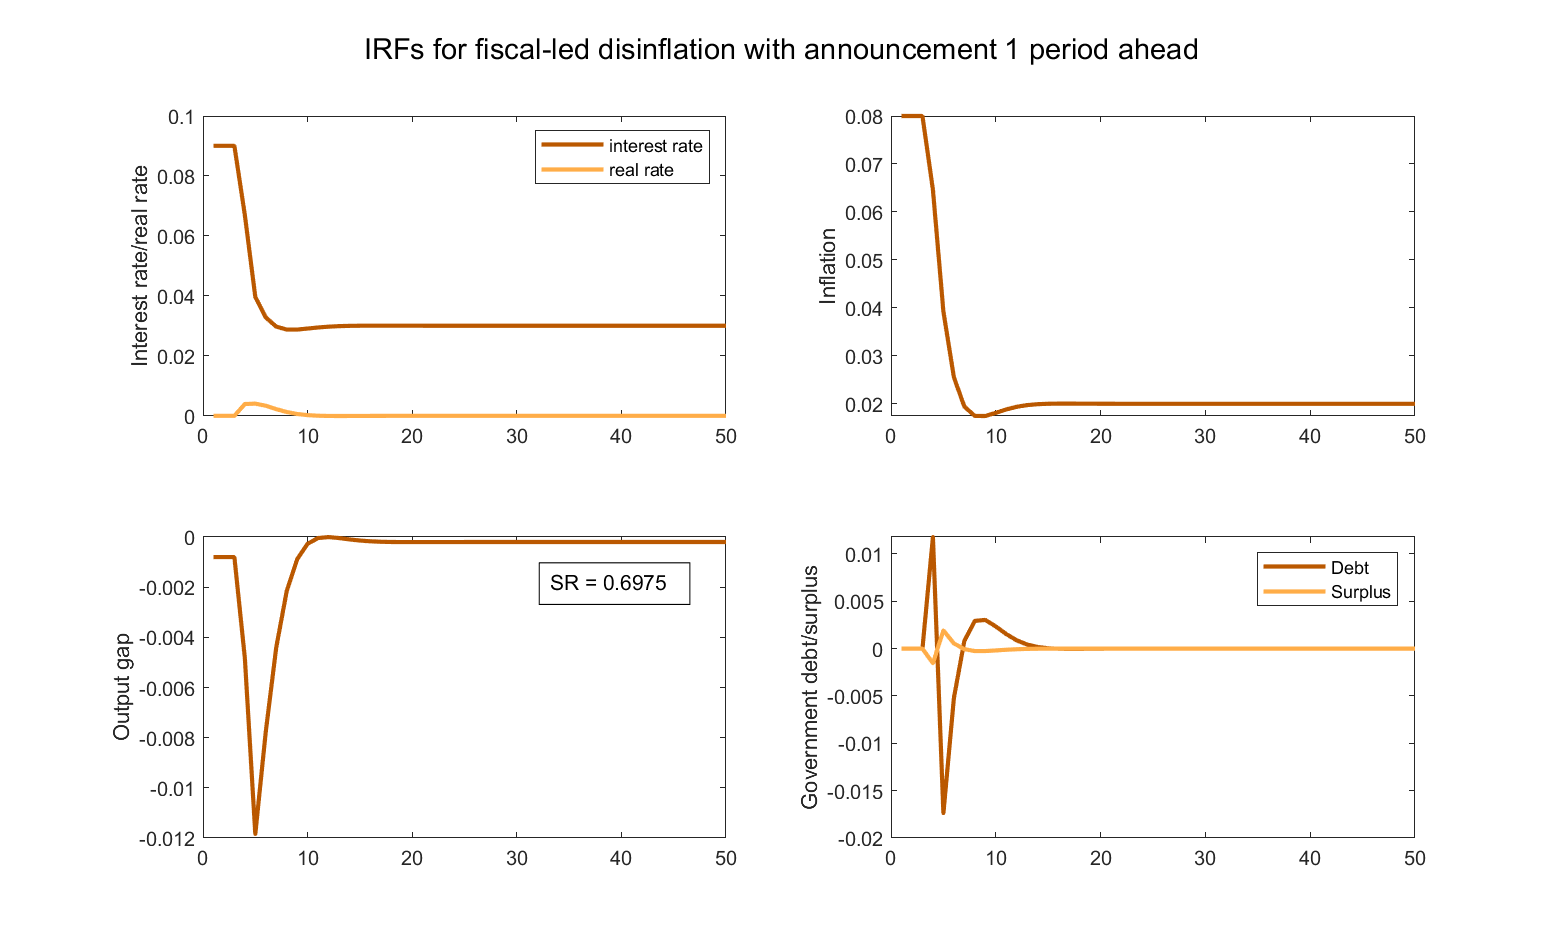 IRFs for fiscal-led disinflation with announcement 1 period ahead
Interest rate/real rate
0.1
0.08
0.06
0.04
0.02
0
0 10 20 30 40 50
interest rate
real rate
Inflation
0.08
0.07
0.06
0.05
0.04
0.03
0.02
0 10 20 30 40 50
Output gap
0
-0.002
-0.004
-0.006
-0.008
-0.01
-0.012
0 10 20 30 40 50
SR = 0.6975
Government debt/surplus
0.01
0.005
0
-0.005
-0.01
-0.015
-0.02
0 10 20 30 40 50
Debt
Surplus